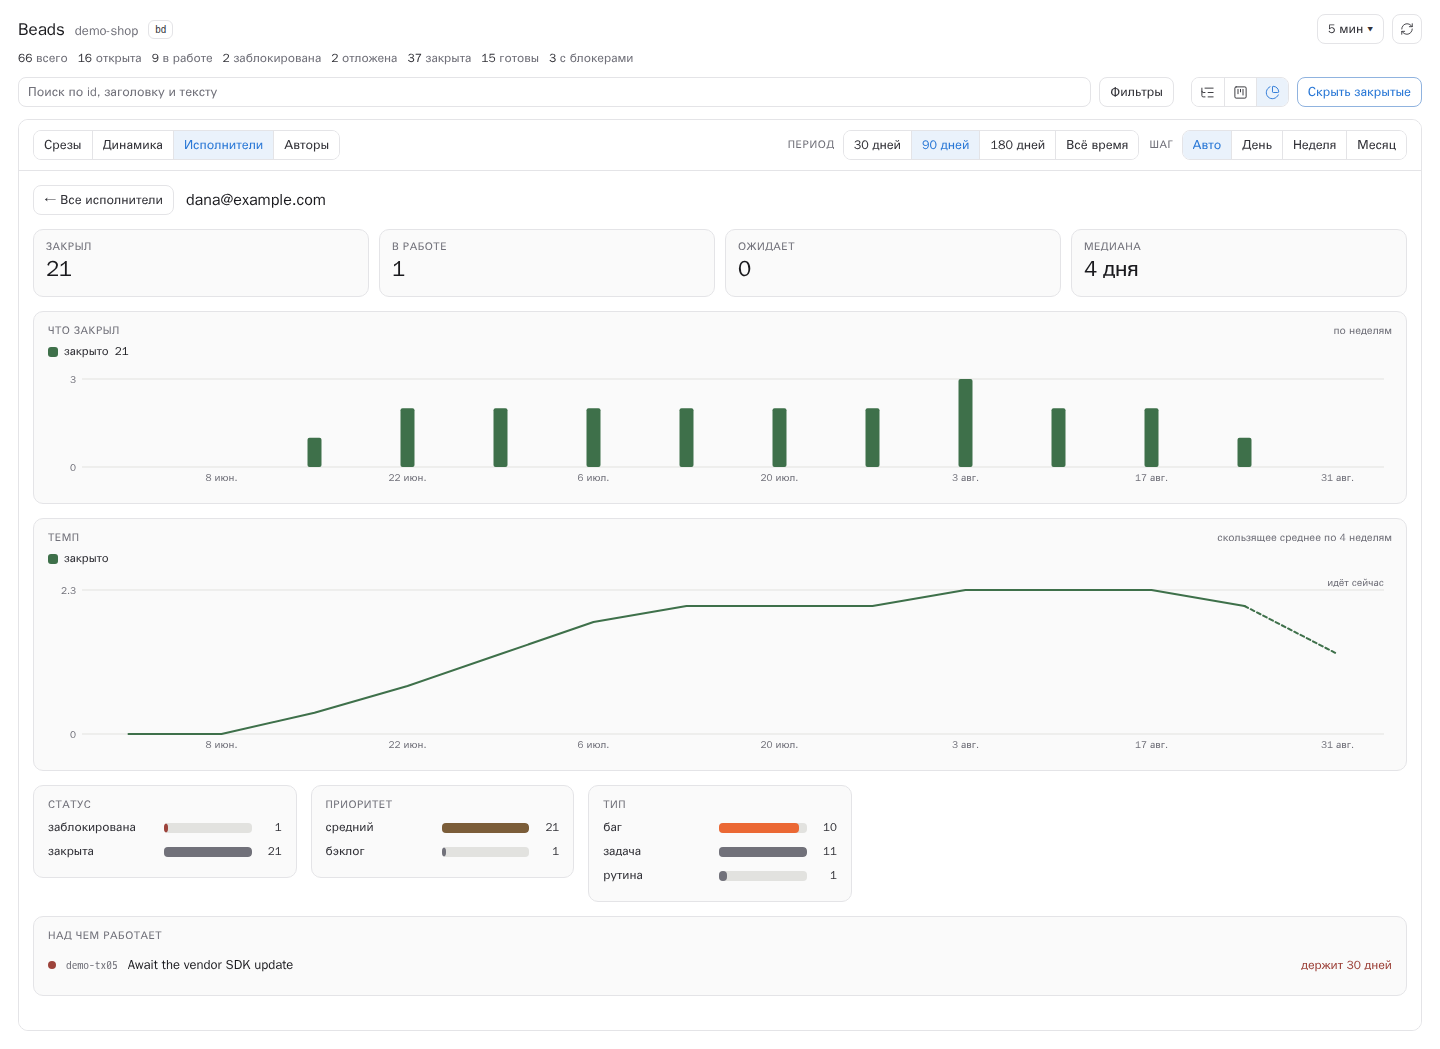 Beads demo-shop bd
5 мин
66 всего 16 открыта 9 в работе 2 заблокирована 2 отложена 37 закрыта 15 готовы 3 с блокерами
Поиск по id, заголовку и тексту
Фильтры
Скрыть закрытые
Срезы Динамика Исполнители Авторы
ПЕРИОД 30 дней 90 дней 180 дней Всё время ШАГ Авто День Неделя Месяц
← Все исполнители dana@example.com
ЗАКРЫЛ
21
В РАБОТЕ
1
ОЖИДАЕТ
0
МЕДИАНА
4 дня
ЧТО ЗАКРЫЛ
по неделям
закрыто 21
3
0
8 июн. 22 июн. 6 июл. 20 июл. 3 авг. 17 авг. 31 авг.
ТЕМП
скользящее среднее по 4 неделям
закрыто
идёт сейчас
2.3
0
8 июн. 22 июн. 6 июл. 20 июл. 3 авг. 17 авг. 31 авг.
СТАТУС
заблокирована 1
закрыта 21
ПРИОРИТЕТ
средний 21
бэклог 1
ТИП
баг 10
задача 11
рутина 1
НАД ЧЕМ РАБОТАЕТ
demo-tx05 Await the vendor SDK update
держит 30 дней